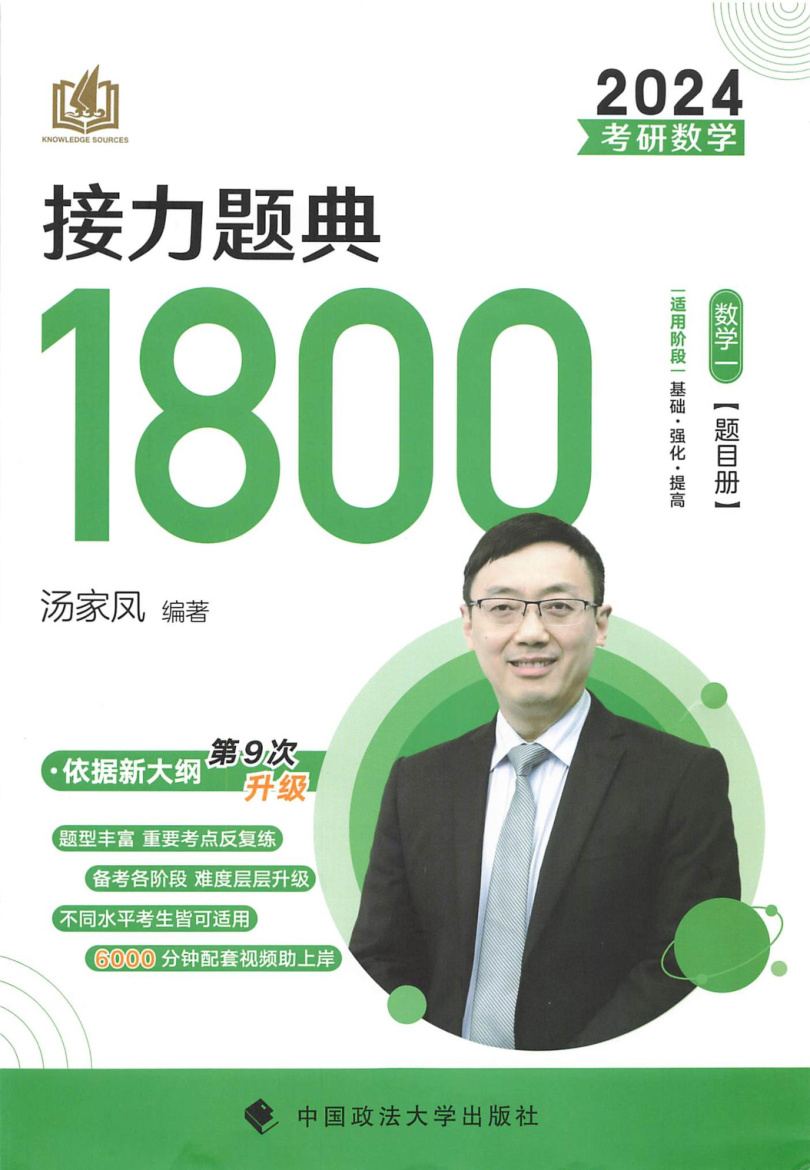 KNOWLEDGE SOURCES
2024
考研数学
接力题典
1800
数学一
【题目册】
|适用阶段|基础·强化·提高
汤家凤 编著
·依据新大纲 第9次
升级
题型丰富 重要考点反复练
备考各阶段 难度层层升级
不同水平考生皆可适用
6000分钟配套视频助上岸
中国政法大学出版社